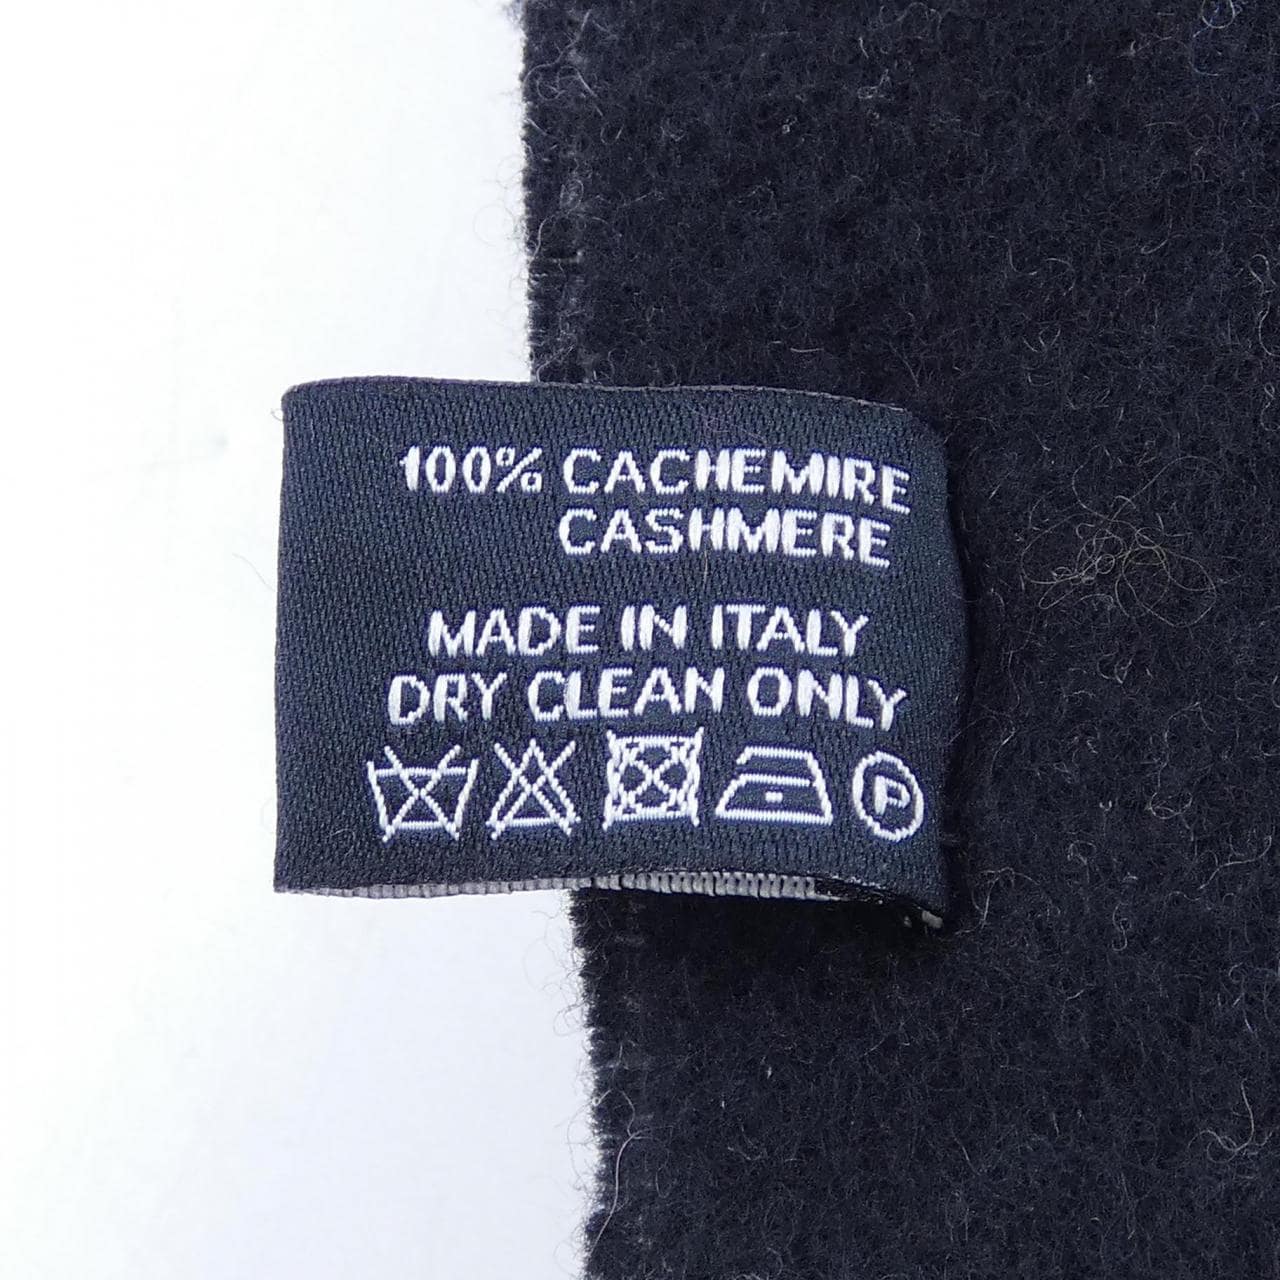 100% CACHEMIRE
CASHMERE
MADE IN ITALY
DRY CLEAN ONLY
P